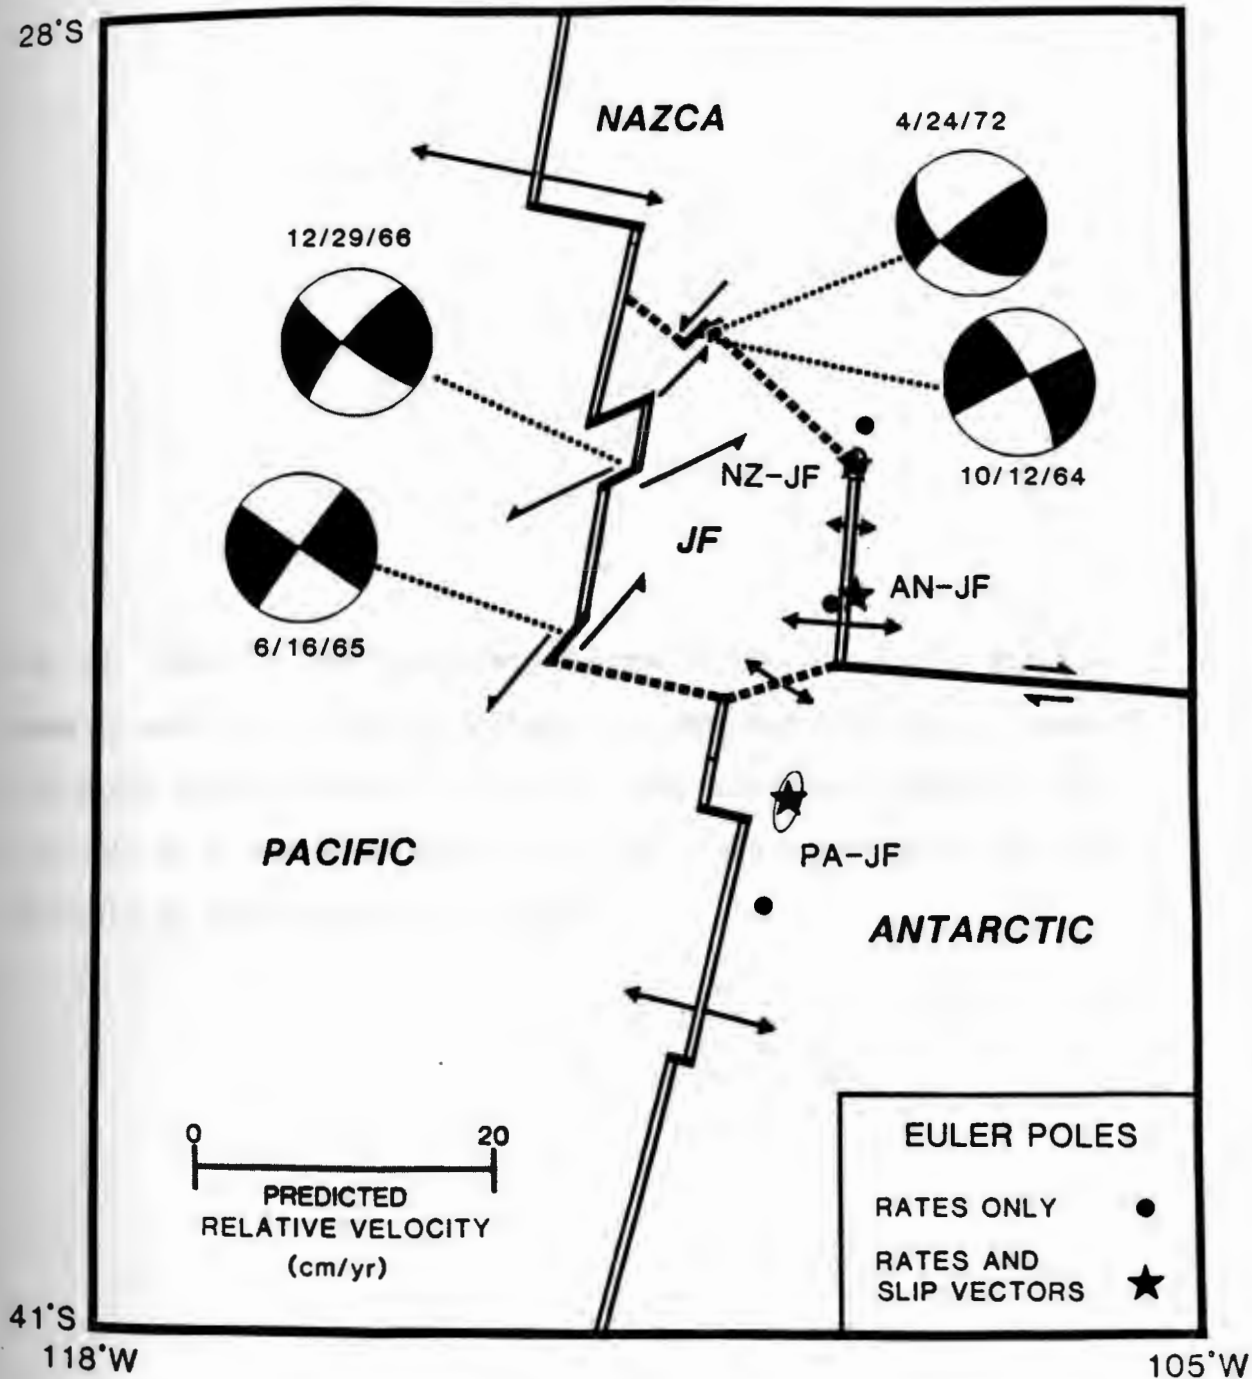 28°S
NAZCA
4/24/72
12/29/66
10/12/64
NZ-JF
JF
AN-JF
6/16/65
PACIFIC
PA-JF
ANTARCTIC
0 20
PREDICTED
RELATIVE VELOCITY
(cm/yr)
EULER POLES
RATES ONLY
RATES AND
SLIP VECTORS
41°S
118°W
105°W